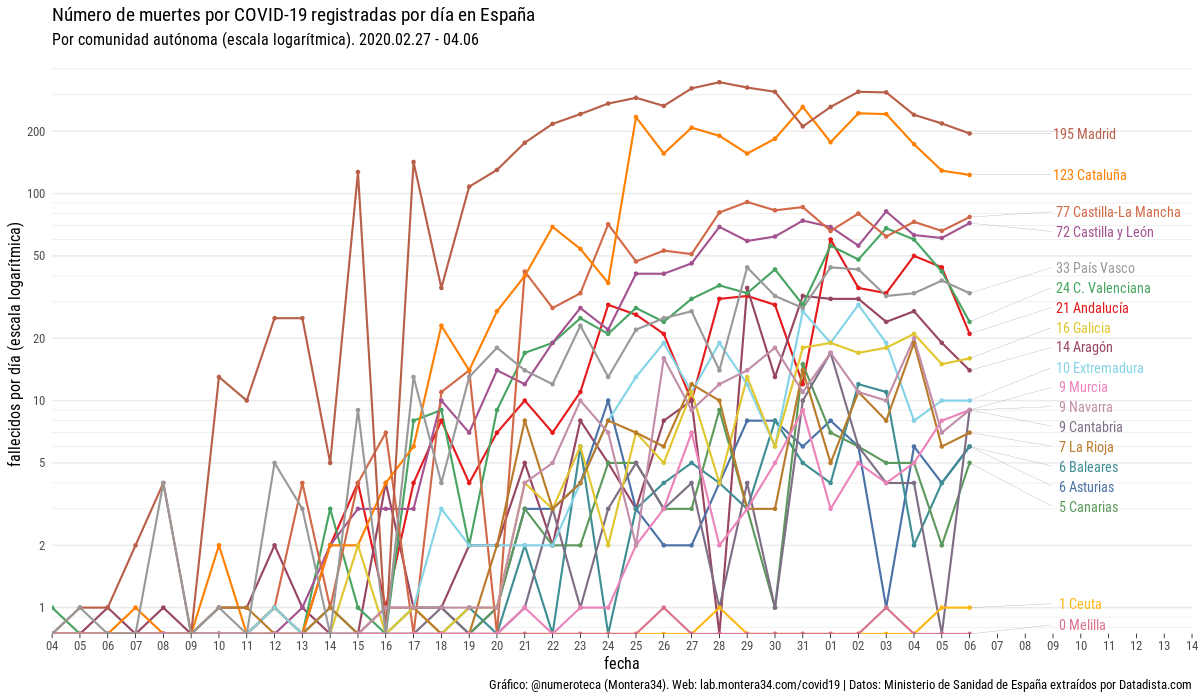 Número de muertes por COVID-19 registradas por día en España
Por comunidad autónoma (escala logarítmica). 2020.02.27 - 04.06
fallecidos por día (escala logarítmica)
200
100
50
20
10
5
2
1
195 Madrid
123 Cataluña
77 Castilla-La Mancha
72 Castilla y León
33 País Vasco
24 C. Valenciana
21 Andalucía
16 Galicia
14 Aragón
10 Extremadura
9 Murcia
9 Navarra
9 Cantabria
7 La Rioja
6 Baleares
6 Asturias
5 Canarias
1 Ceuta
0 Melilla
04 05 06 07 08 09 10 11 12 13 14 15 16 17 18 19 20 21 22 23 24 25 26 27 28 29 30 31 01 02 03 04 05 06 07 08 09 10 11 12 13 14
fecha
Gráfico: @numeroteca (Montera34). Web: lab.montera34.com/covid19 | Datos: Ministerio de Sanidad de España extraídos por Datadista.com